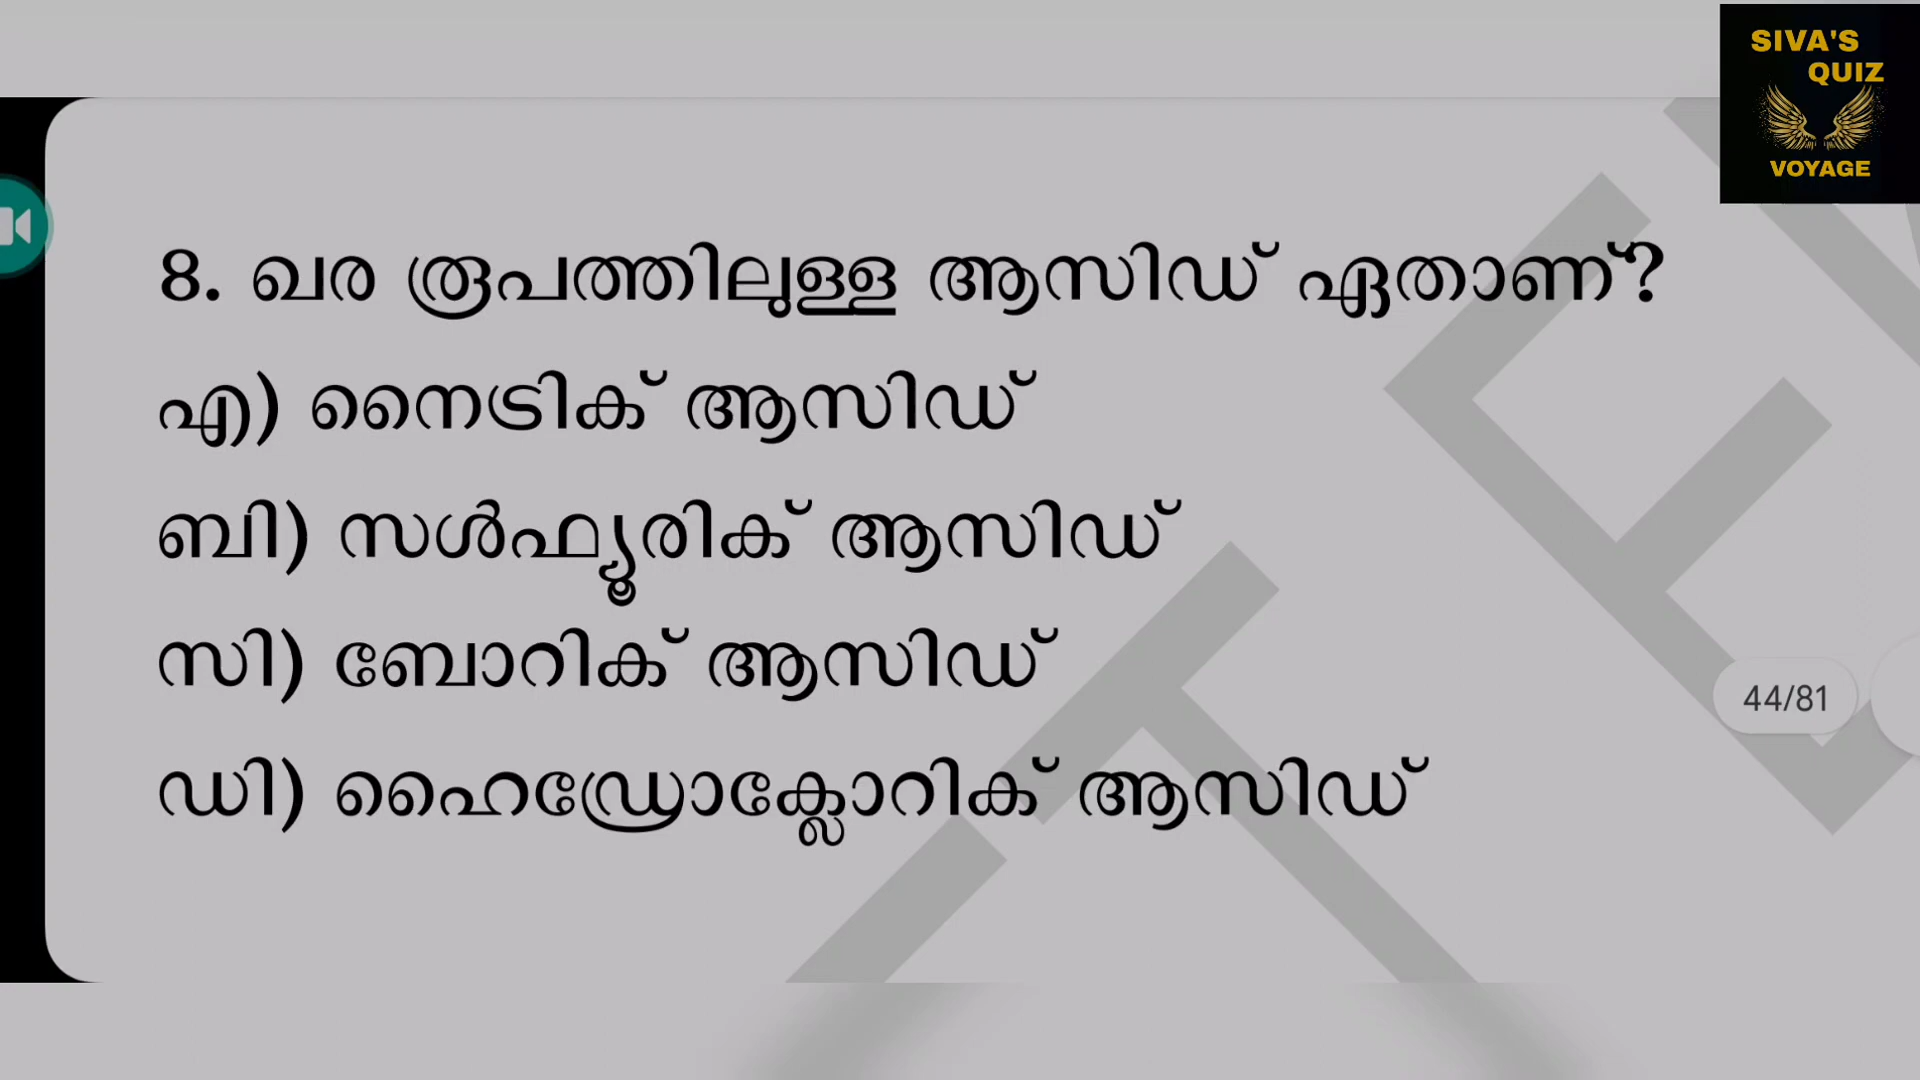 SIVA'S
QUIZ
VOYAGE
8. ഖര രൂപത്തിലുള്ള ആസിഡ് ഏതാണ്?
എ) നൈട്രിക് ആസിഡ്
ബി) സൾഫ്യൂരിക് ആസിഡ്
സി) ബോറിക് ആസിഡ്
ഡി) ഹൈഡ്രോക്ലോറിക് ആസിഡ്
44/81